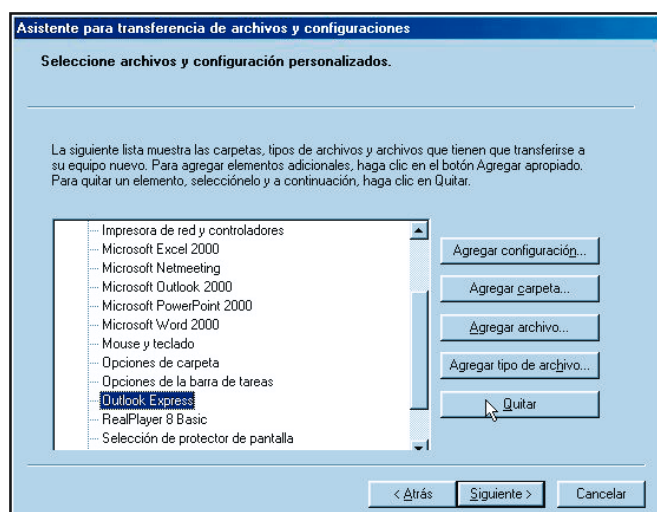 Asistente para transferencia de archivos y configuraciones
Seleccione archivos y configuración personalizados.
La siguiente lista muestra las carpetas, tipos de archivos y archivos que tienen que transferirse a
su equipo nuevo. Para agregar elementos adicionales, haga clic en el botón Agregar apropiado.
Para quitar un elemento, selecciónelo y a continuación, haga clic en Quitar.
Impresora de red y controladores
Microsoft Excel 2000
Microsoft Netmeeting
Microsoft Outlook 2000
Microsoft PowerPoint 2000
Microsoft Word 2000
Mouse y teclado
Opciones de carpeta
Opciones de la barra de tareas
Outlook Express
RealPlayer 8 Basic
Selección de protector de pantalla
Agregar configuración...
Agregar carpeta...
Agregar archivo...
Agregar tipo de archivo...
Quitar
< Atrás
Siguiente >
Cancelar